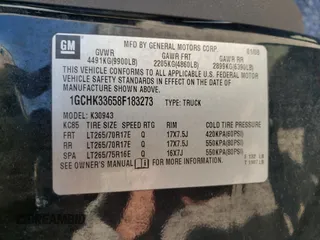 GM
MFD BY GENERAL MOTORS CORP.
GVWR GAWR FRT GAWR RR
4491KG(9900LB) 2205KG(4860LB) 2899KG(6390LB)
THIS VEHICLE CONFORMS TO ALL APPLICABLE U.S. FEDERAL MOTOR
VEHICLE SAFETY STANDARDS IN EFFECT ON THE DATE OF
MANUFACTURE SHOWN ABOVE.
1GCHK33658F183273 TYPE: TRUCK
MODEL: K30943
TIRE SIZE SPEED RTG RIM COLD TIRE PRESSURE
FRT LT265/70R17E Q 17X7.5J 420KPA(60PSI)
RR LT265/70R17E Q 17X7.5J 550KPA(80PSI)
SPA LT265/75R16E Q 16X7J 550KPA(80PSI)
SEE OWNER'S MANUAL FOR MORE INFORMATION.